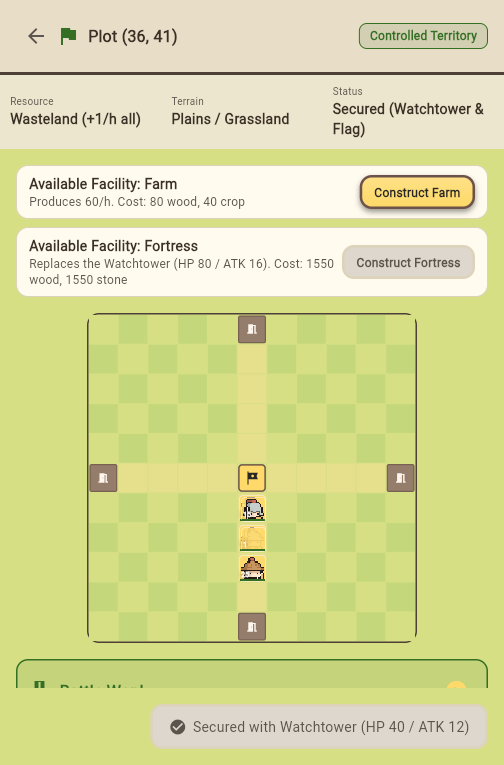 Plot (36, 41)
Controlled Territory
Resource
Wasteland (+1/h all)
Terrain
Plains / Grassland
Status
Secured (Watchtower &
Flag)
Available Facility: Farm
Produces 60/h. Cost: 80 wood, 40 crop
Construct Farm
Available Facility: Fortress
Replaces the Watchtower (HP 80 / ATK 16). Cost: 1550
wood, 1550 stone
Construct Fortress
Secured with Watchtower (HP 40 / ATK 12)